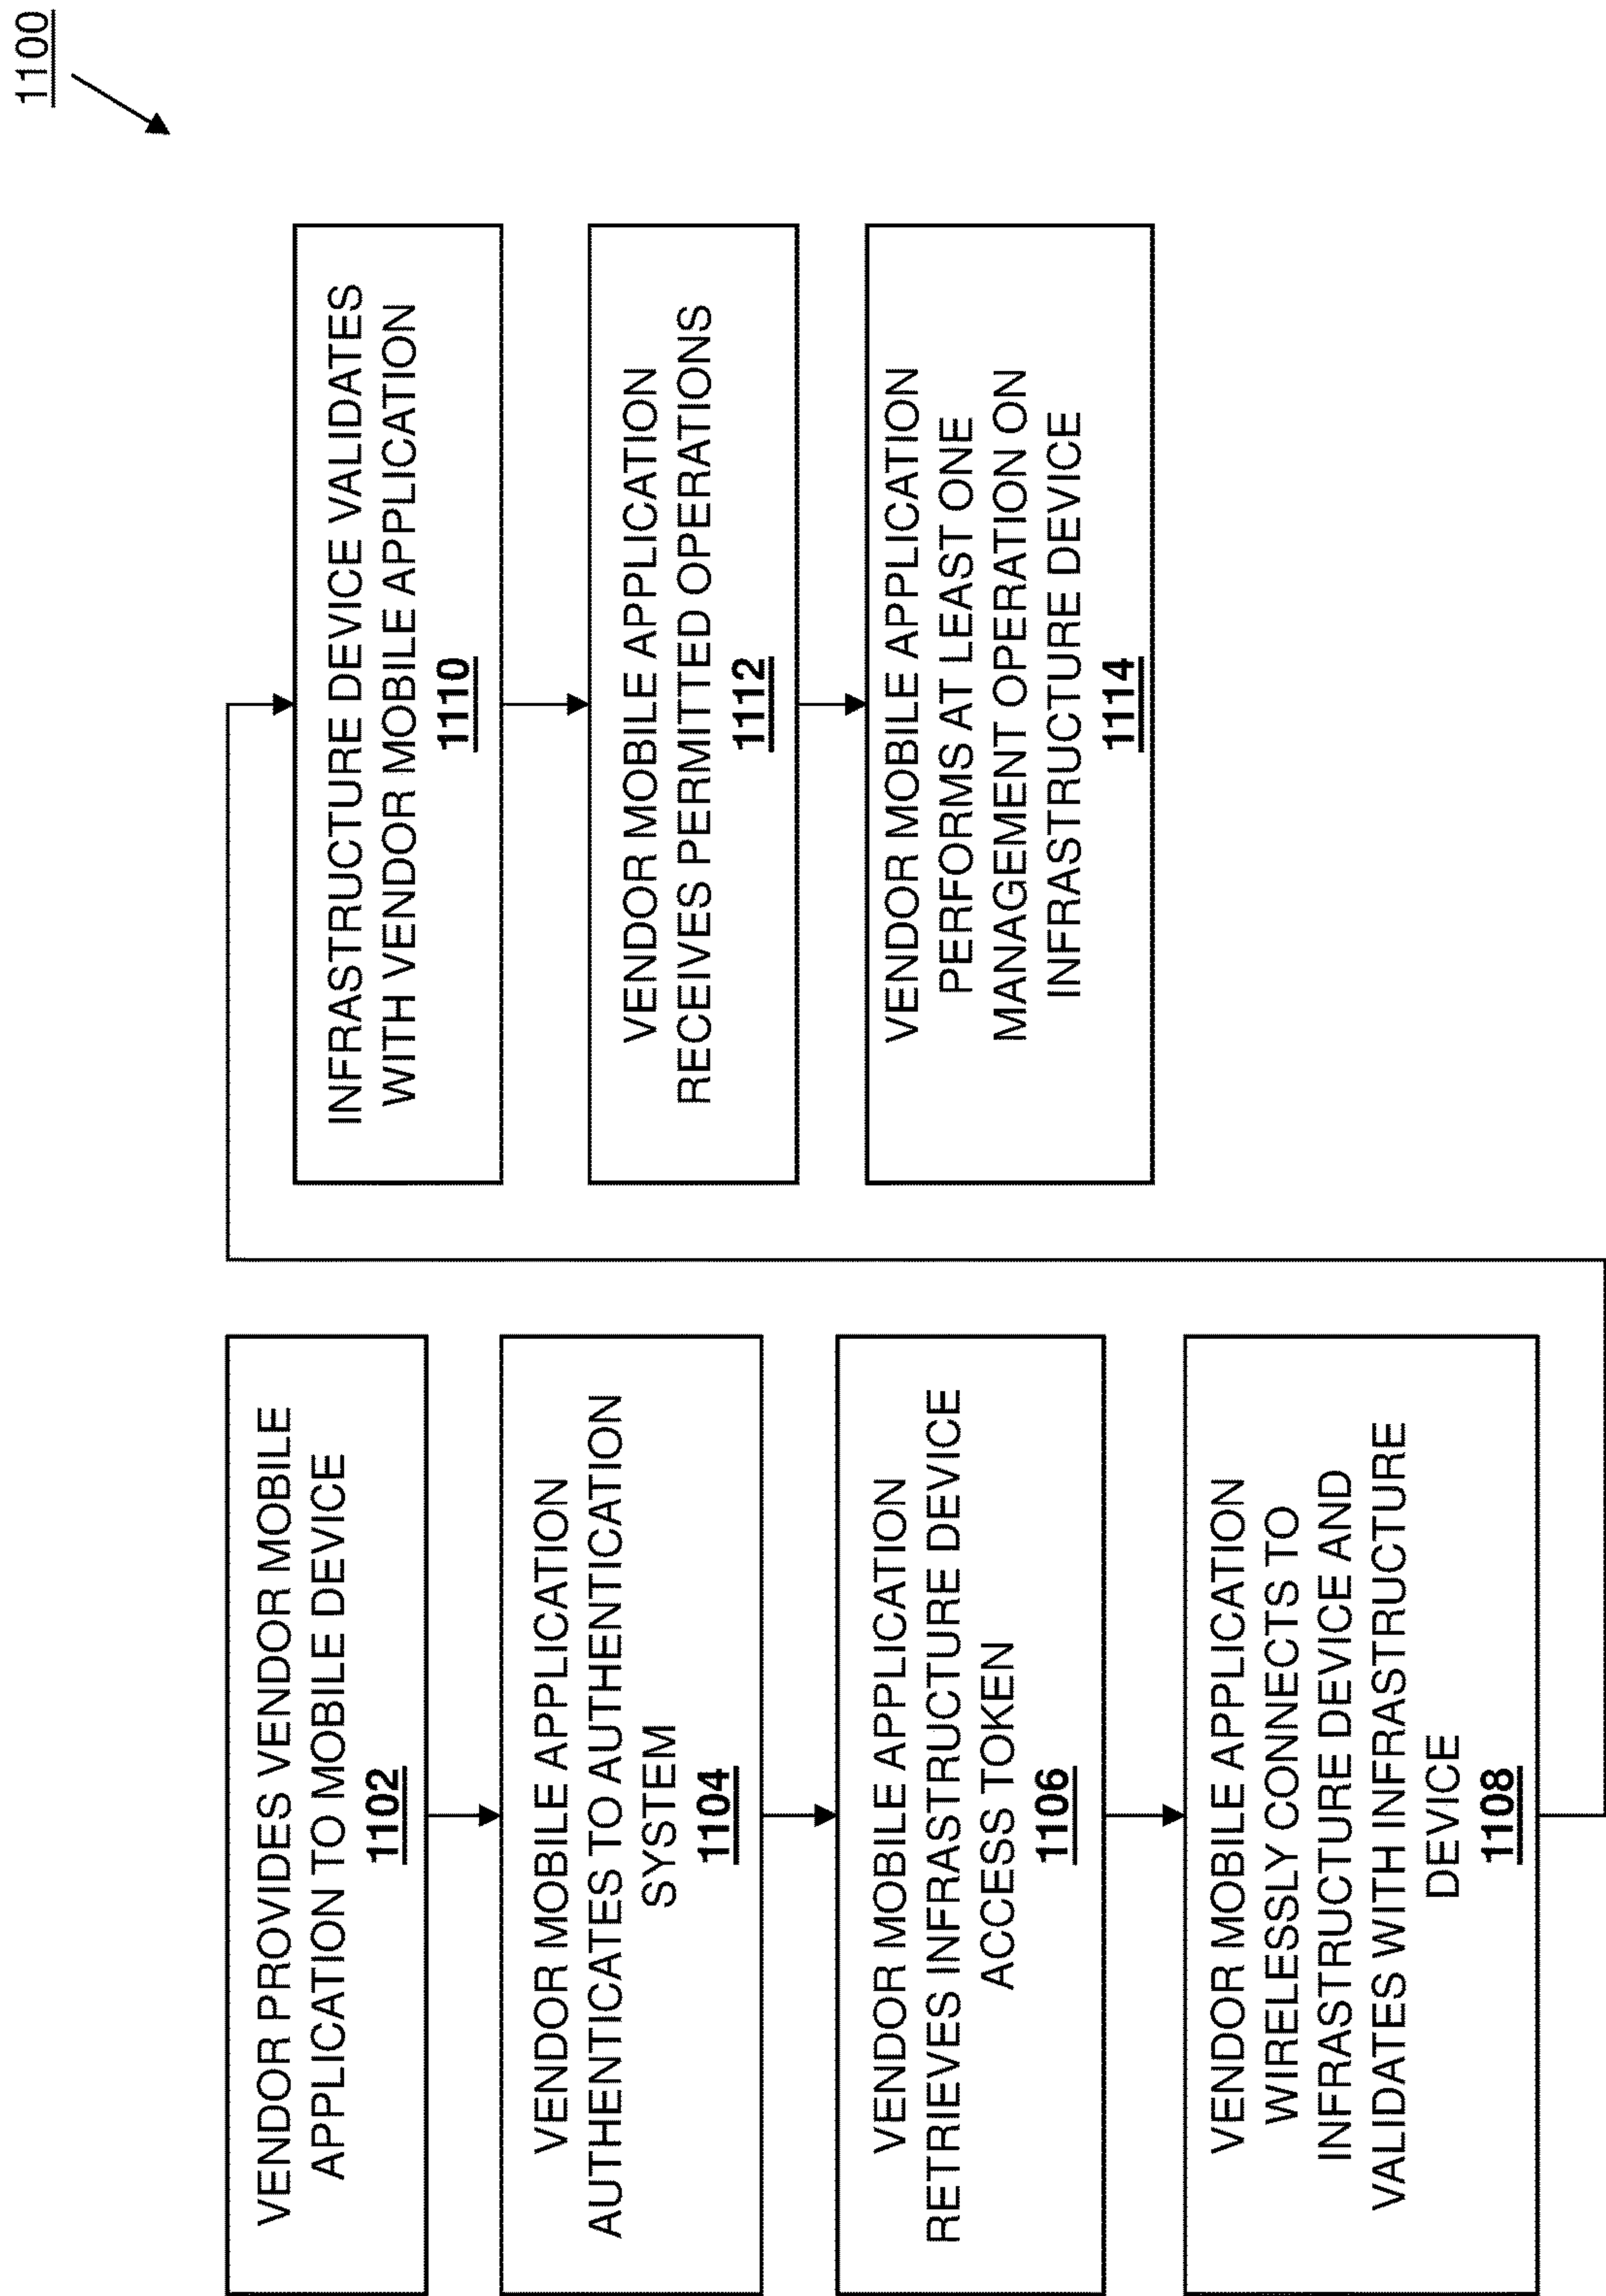 1100
VENDOR PROVIDES VENDOR MOBILE
APPLICATION TO MOBILE DEVICE
1102
VENDOR MOBILE APPLICATION
AUTHENTICATES TO AUTHENTICATION
SYSTEM
1104
VENDOR MOBILE APPLICATION
RETRIEVES INFRASTRUCTURE DEVICE
ACCESS TOKEN
1106
VENDOR MOBILE APPLICATION
WIRELESSLY CONNECTS TO
INFRASTRUCTURE DEVICE AND
VALIDATES WITH INFRASTRUCTURE
DEVICE
1108
INFRASTRUCTURE DEVICE VALIDATES
WITH VENDOR MOBILE APPLICATION
1110
VENDOR MOBILE APPLICATION
RECEIVES PERMITTED OPERATIONS
1112
VENDOR MOBILE APPLICATION
PERFORMS AT LEAST ONE
MANAGEMENT OPERATION ON
INFRASTRUCTURE DEVICE
1114